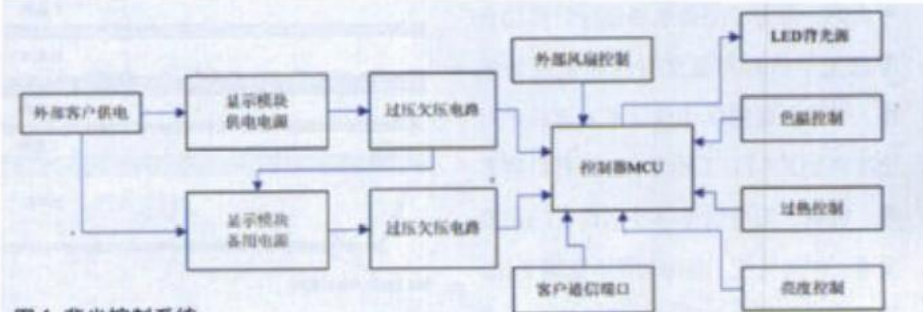 外部客户供电
显示模块
供电电源
过压欠压电路
外部风扇控制
LED背光源
色温控制
控制器MCU
过热控制
显示模块
备用电源
过压欠压电路
客户通信端口
亮度控制